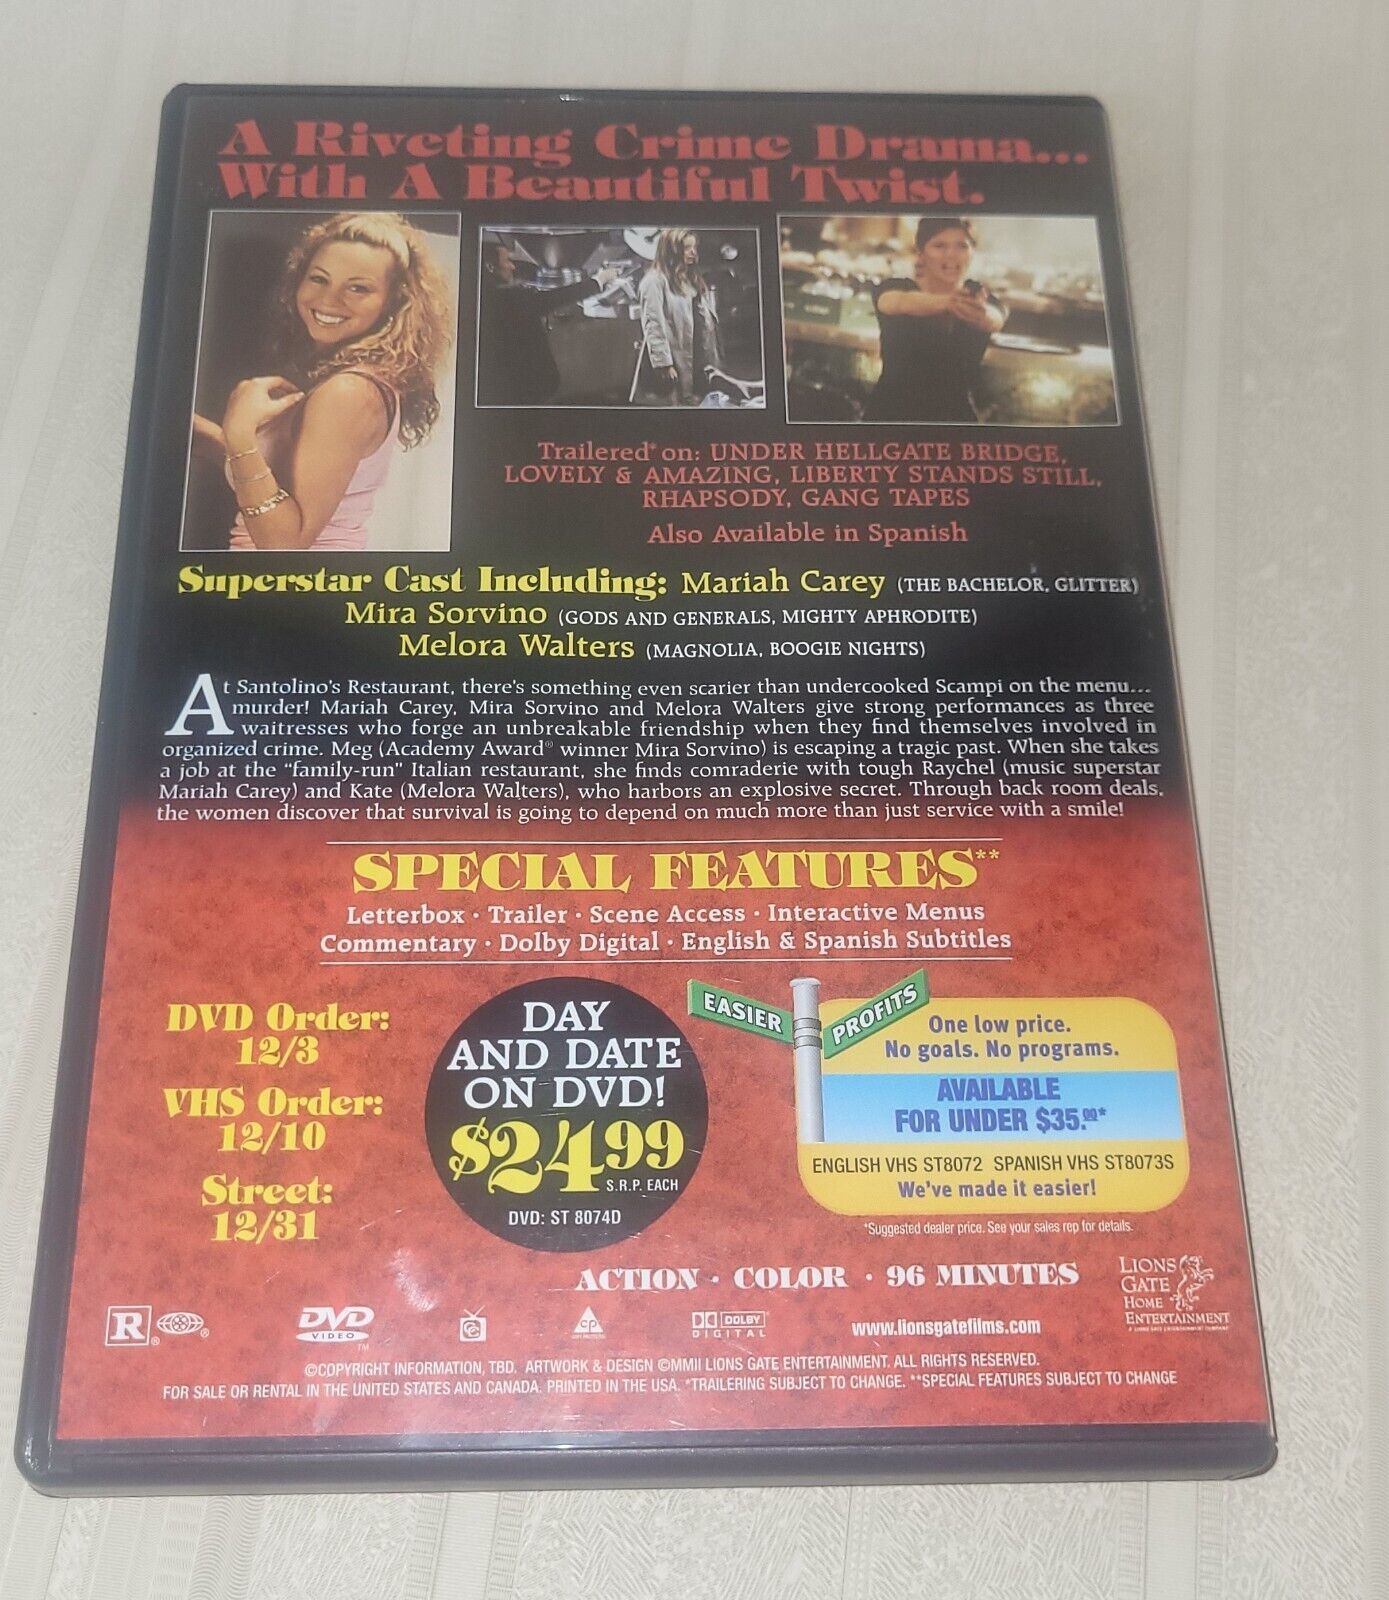 A Riveting Crime Drama...
With A Beautiful Twist.
Trailered* on: UNDER HELLGATE BRIDGE,
LOVELY & AMAZING, LIBERTY STANDS STILL,
RHAPSODY, GANG TAPES
Also Available in Spanish
Superstar Cast Including: Mariah Carey (THE BACHELOR, GLITTER)
Mira Sorvino (GODS AND GENERALS, MIGHTY APHRODITE)
Melora Walters (MAGNOLIA, BOOGIE NIGHTS)
At Santolino's Restaurant, there's something even scarier than undercooked Scampi on the menu...
murder! Mariah Carey, Mira Sorvino and Melora Walters give strong performances as three
waitresses who forge an unbreakable friendship when they find themselves involved in
organized crime. Meg (Academy Award® winner Mira Sorvino) is escaping a tragic past. When she takes
a job at the "family-run" Italian restaurant, she finds comraderie with tough Raychel (music superstar
Mariah Carey) and Kate (Melora Walters), who harbors an explosive secret. Through back room deals,
the women discover that survival is going to depend on much more than just service with a smile!
SPECIAL FEATURES**
Letterbox · Trailer · Scene Access · Interactive Menus
Commentary · Dolby Digital · English & Spanish Subtitles
DVD Order:
12/3
VHS Order:
12/10
Street:
12/31
DAY
AND DATE
ON DVD!
$24.99
S.R.P. EACH
DVD: ST 8074D
EASIER
PROFITS
One low price.
No goals. No programs.
AVAILABLE
FOR UNDER $35.00*
ENGLISH VHS ST8072 SPANISH VHS ST8073S
We've made it easier!
*Suggested dealer price. See your sales rep for details.
ACTION · COLOR · 96 MINUTES
LIONS
GATE
HOME
ENTERTAINMENT
R ®
DVD
VIDEO
TM
cc
CP
DOLBY
DIGITAL
www.lionsgatefilms.com
©COPYRIGHT INFORMATION, TBD. ARTWORK & DESIGN ©MMII LIONS GATE ENTERTAINMENT. ALL RIGHTS RESERVED.
FOR SALE OR RENTAL IN THE UNITED STATES AND CANADA. PRINTED IN THE USA. *TRAILERING SUBJECT TO CHANGE. **SPECIAL FEATURES SUBJECT TO CHANGE